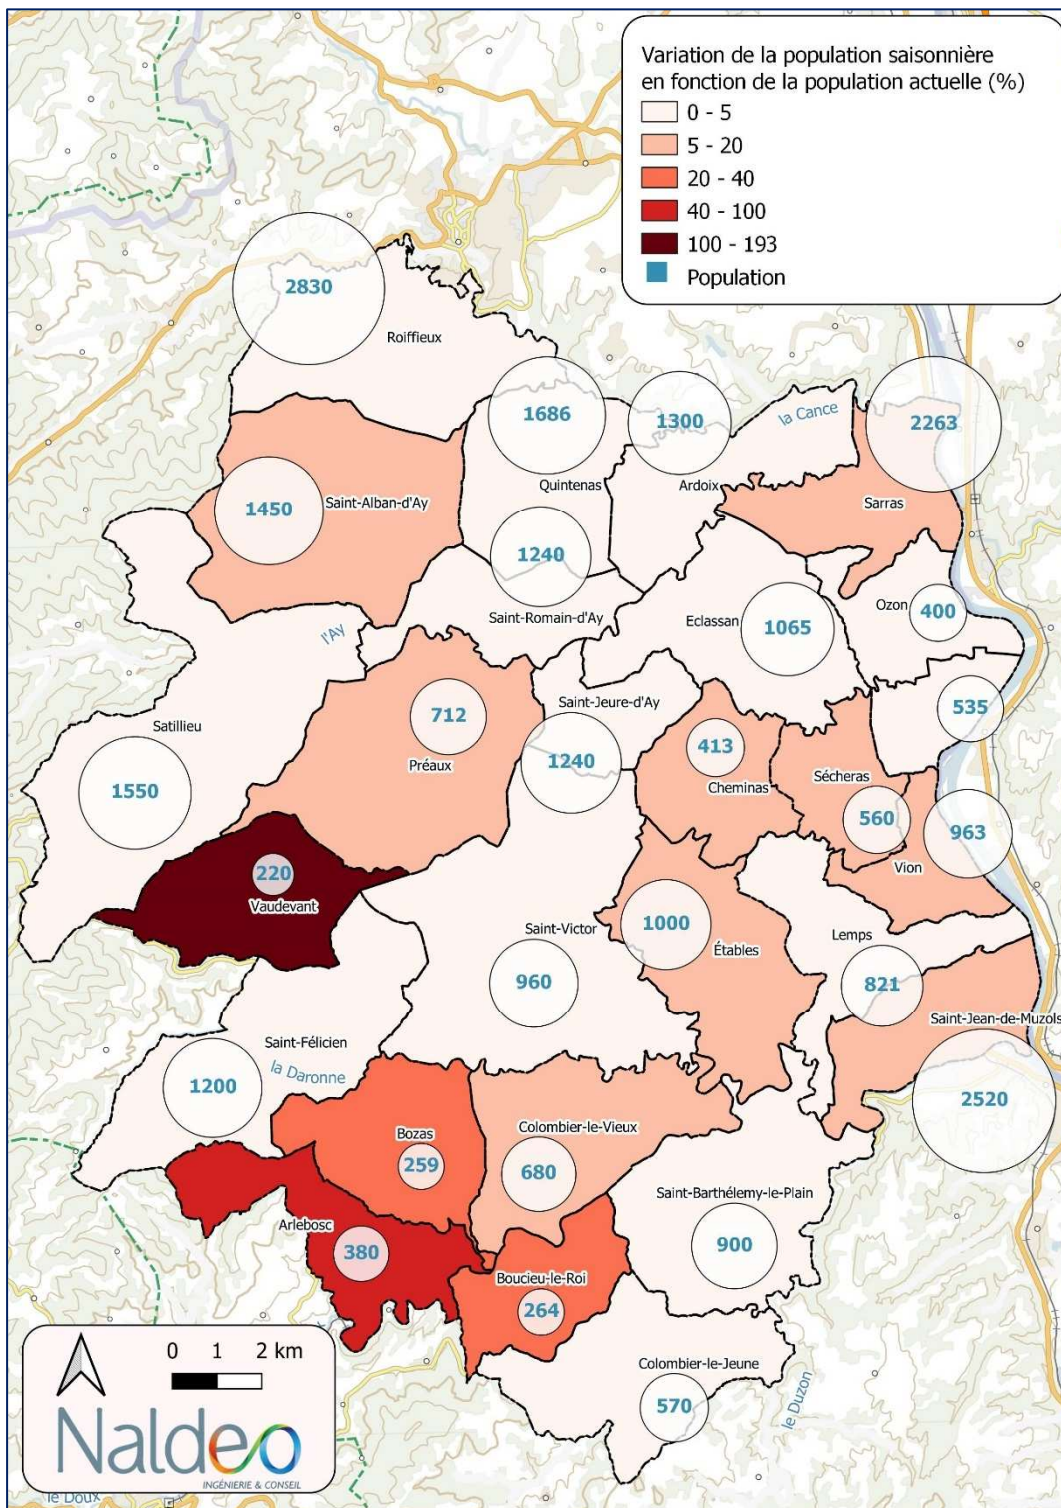 Variation de la population saisonnière
en fonction de la population actuelle (%)
0 - 5
5 - 20
20 - 40
40 - 100
100 - 193
Population
2830
Roiffieux
1686
1300
la Cance
2263
Quintenas
Ardoix
Sarras
1450
Saint-Alban-d'Ay
1240
Saint-Romain-d'Ay
l'Ay
Eclassan
1065
Ozon
400
Satillieu
1550
712
Préaux
Saint-Jeure-d'Ay
1240
413
Cheminas
Sécheras
560
535
963
Vion
220
Vaudevant
Saint-Victor
960
1000
Étables
Lemps
821
Saint-Jean-de-Muzols
2520
Saint-Félicien
la Daronne
1200
Bozas
259
Colombier-le-Vieux
680
Saint-Barthélemy-le-Plain
900
Arlebosc
380
Boucieu-le-Roi
264
Colombier-le-Jeune
570
le Duzon
0 1 2 km
Naldeo
INGÉNIERIE & CONSEIL
le Doux